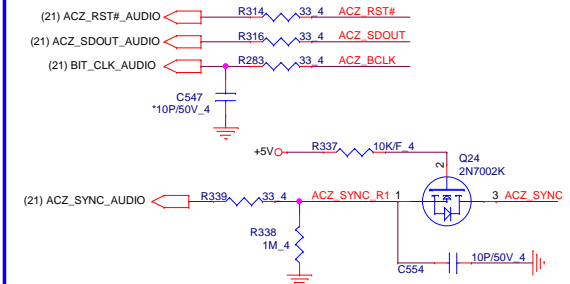 (21) ACZ_RST#_AUDIO R314 33_4 ACZ_RST#
(21) ACZ_SDOUT_AUDIO R316 33_4 ACZ_SDOUT
(21) BIT_CLK_AUDIO R283 33_4 ACZ_BCLK
C547
*10P/50V_4
+5V R337 10K/F_4
2
Q24
2N7002K
(21) ACZ_SYNC_AUDIO R339 33_4 ACZ_SYNC_R1 1 3 ACZ_SYNC
R338
1M_4
C554 10P/50V_4